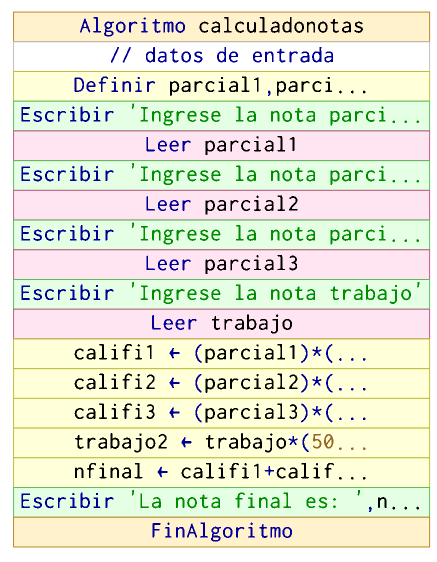 Algoritmo calculadonotas
// datos de entrada
Definir parcial1,parci...
Escribir 'Ingrese la nota parci...
Leer parcial1
Escribir 'Ingrese la nota parci...
Leer parcial2
Escribir 'Ingrese la nota parci...
Leer parcial3
Escribir 'Ingrese la nota trabajo'
Leer trabajo
califi1 ← (parcial1)*(...
califi2 ← (parcial2)*(...
califi3 ← (parcial3)*(...
trabajo2 ← trabajo*(50...
nfinal ← califi1+calif...
Escribir 'La nota final es: ',n...
FinAlgoritmo